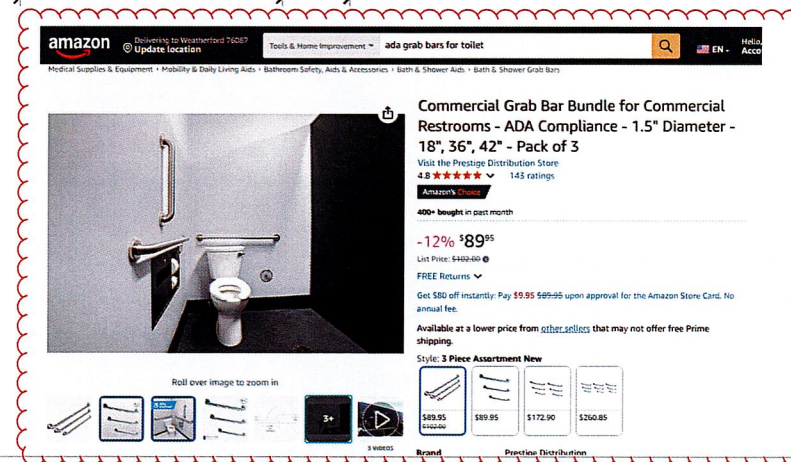 amazon
Delivering to Weatherford 76087
Update location
Tools & Home Improvement
ada grab bars for toilet
EN
Hello,
Acco
Medical Supplies & Equipment › Mobility & Daily Living Aids › Bathroom Safety, Aids & Accessories › Bath & Shower Aids › Bath & Shower Grab Bars
Commercial Grab Bar Bundle for Commercial
Restrooms - ADA Compliance - 1.5" Diameter -
18", 36", 42" - Pack of 3
Visit the Prestige Distribution Store
4.8 143 ratings
Amazon's Choice
400+ bought in past month
-12% $8995
List Price: $102.00
FREE Returns
Get $80 off instantly: Pay $9.95 $89.95 upon approval for the Amazon Store Card. No
annual fee.
Available at a lower price from other sellers that may not offer free Prime
shipping.
Style: 3 Piece Assortment New
$89.95
$102.00
$89.95
$172.90
$260.85
Roll over image to zoom in
3+
3 VIDEOS
Brand Prestige Distribution